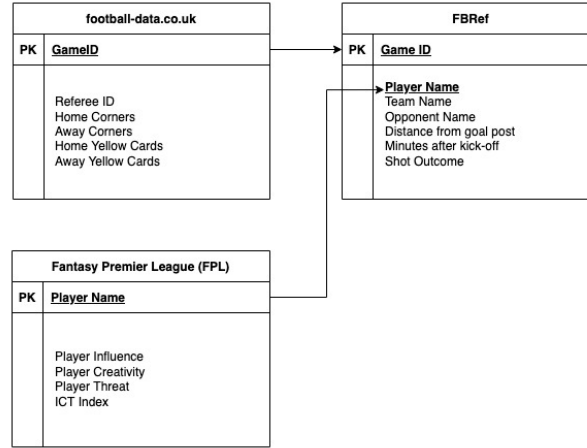 football-data.co.uk
PK GameID
Referee ID
Home Corners
Away Corners
Home Yellow Cards
Away Yellow Cards
FBRef
PK Game ID
Player Name
Team Name
Opponent Name
Distance from goal post
Minutes after kick-off
Shot Outcome
Fantasy Premier League (FPL)
PK Player Name
Player Influence
Player Creativity
Player Threat
ICT Index